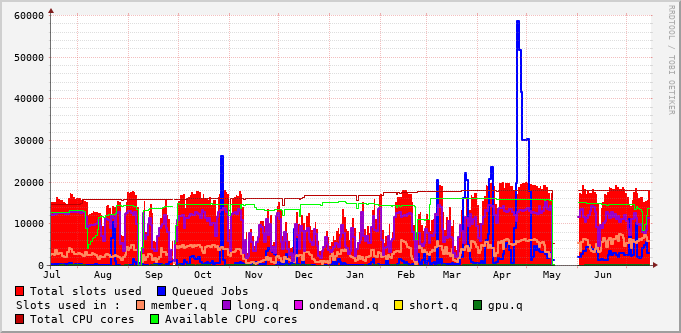 60000
50000
40000
30000
20000
10000
0
Jul Aug Sep Oct Nov Dec Jan Feb Mar Apr May Jun
Total slots used Queued Jobs
Slots used in : member.q long.q ondemand.q short.q gpu.q
Total CPU cores Available CPU cores
RRDTOOL / TOBI OETIKER